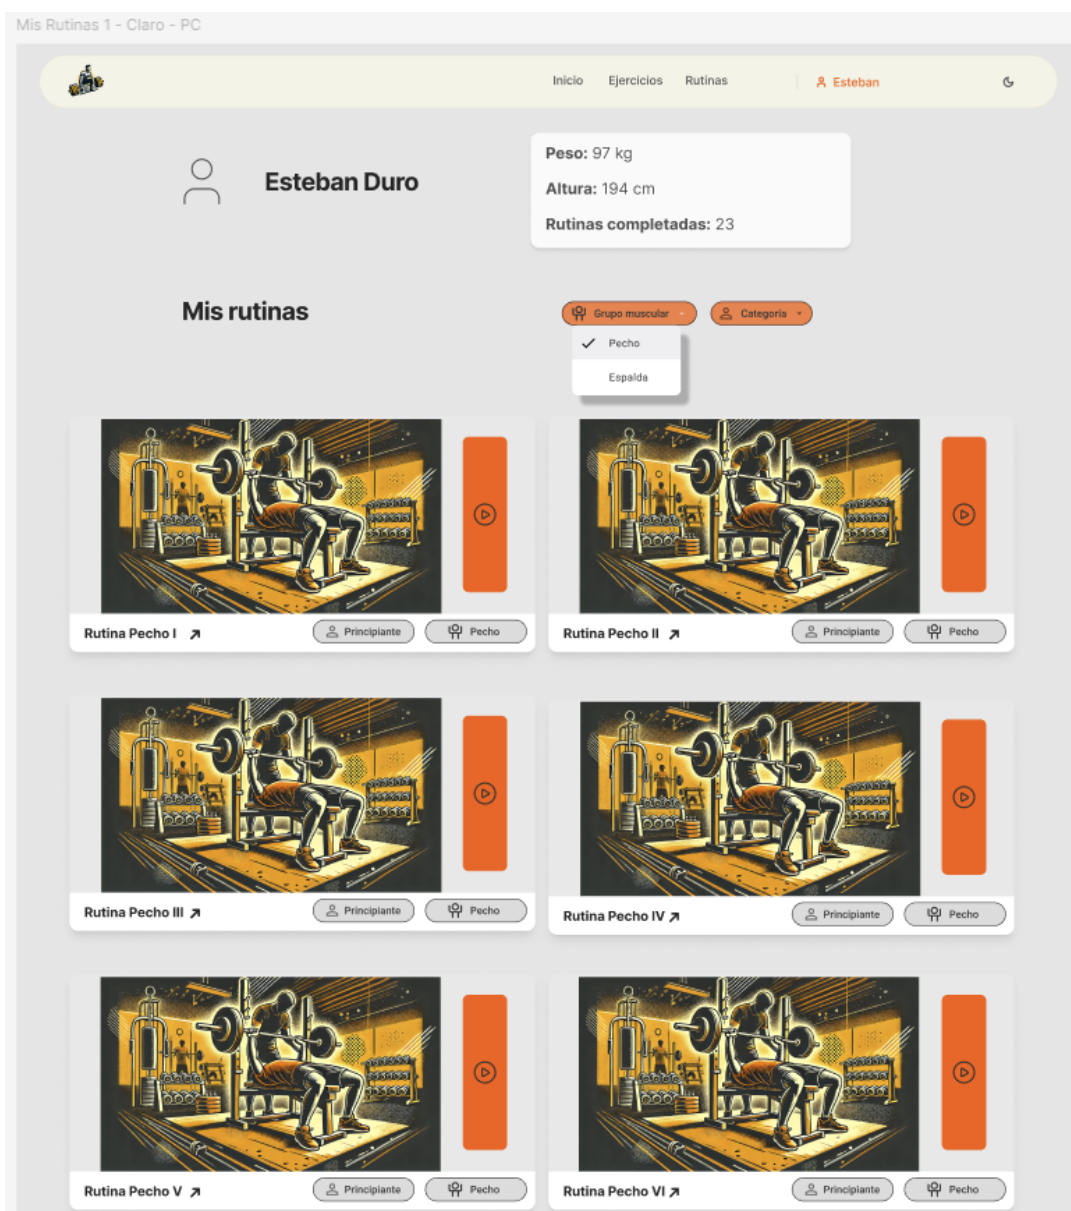 Mis Rutinas 1 - Claro - PC
Inicio Ejercicios Rutinas Esteban
Esteban Duro
Peso: 97 kg
Altura: 194 cm
Rutinas completadas: 23
Mis rutinas
Grupo muscular Categoria
Pecho
Espalda
Rutina Pecho I Principiante Pecho
Rutina Pecho II Principiante Pecho
Rutina Pecho III Principiante Pecho
Rutina Pecho IV Principiante Pecho
Rutina Pecho V Principiante Pecho
Rutina Pecho VI Principiante Pecho